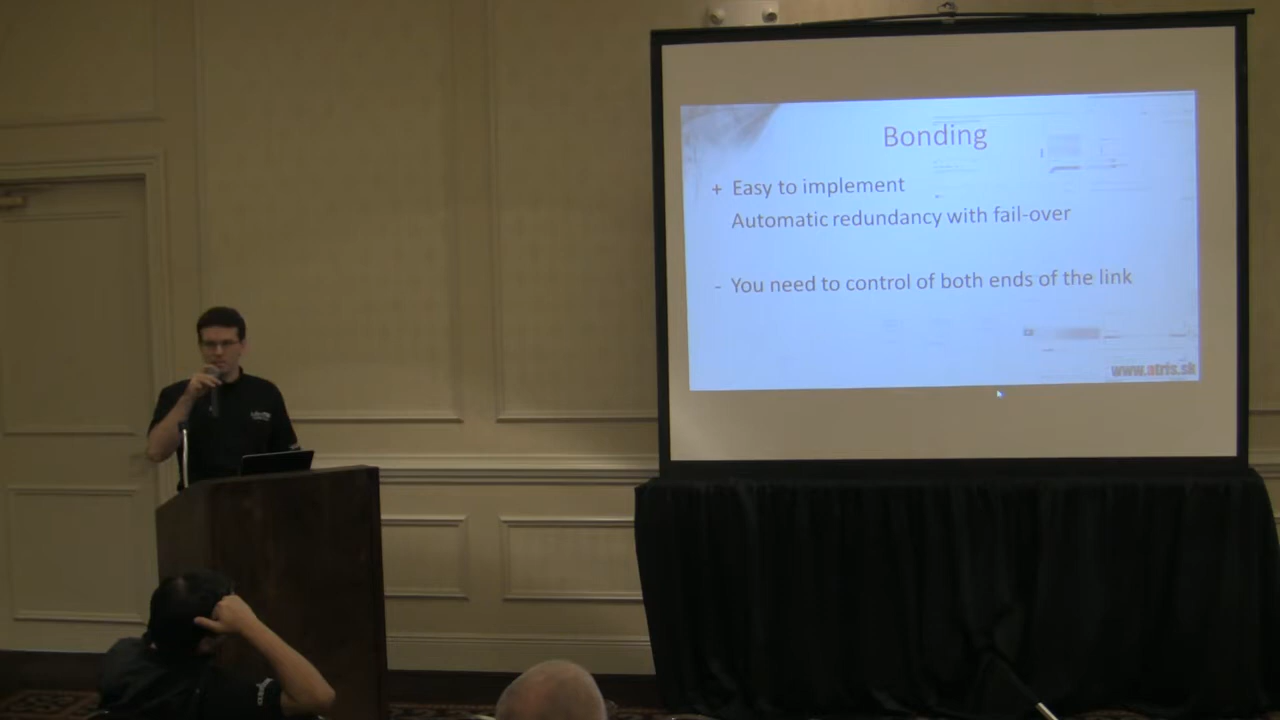 Bonding
+ Easy to implement
Automatic redundancy with fail-over
- You need to control of both ends of the link
www.atris.sk